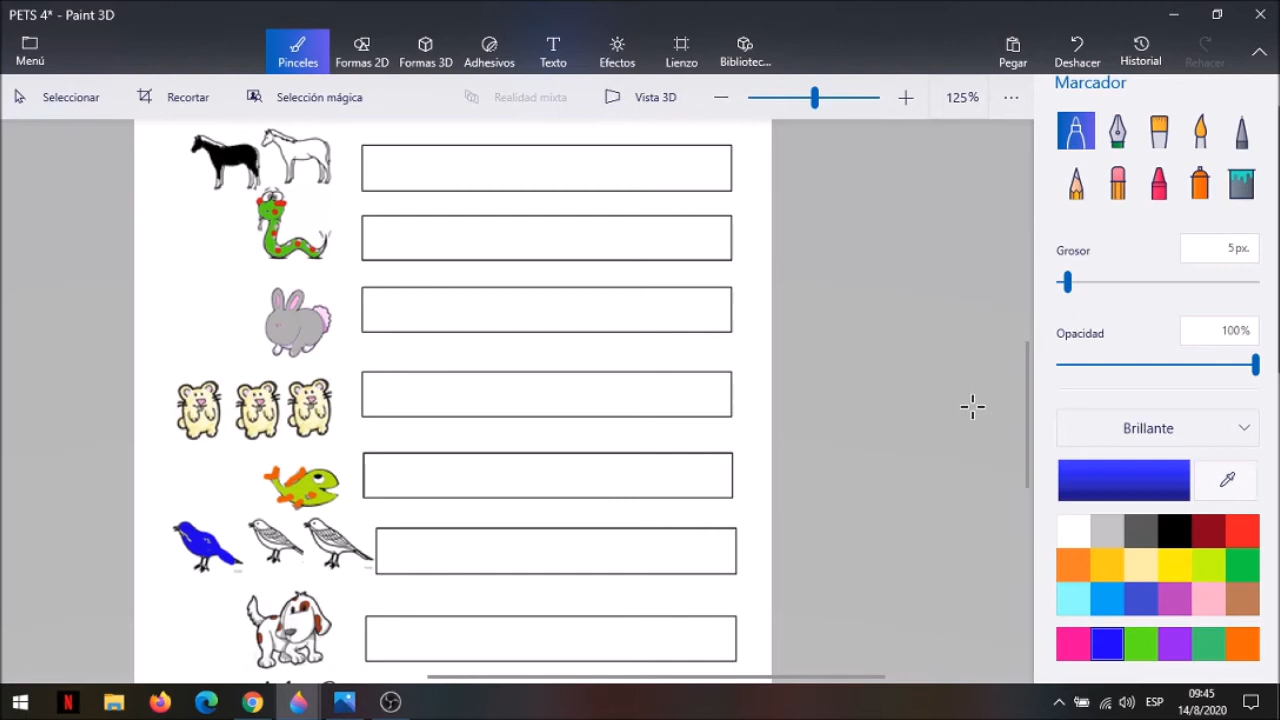 PETS 4* - Paint 3D
Menú
Pinceles
Formas 2D
Formas 3D
Adhesivos
Texto
Efectos
Lienzo
Bibliotec...
Pegar
Deshacer
Historial
Rehacer
Seleccionar
Recortar
Selección mágica
Realidad mixta
Vista 3D
125%
Marcador
Grosor
5px.
Opacidad
100%
Brillante
ESP
09:45
14/8/2020